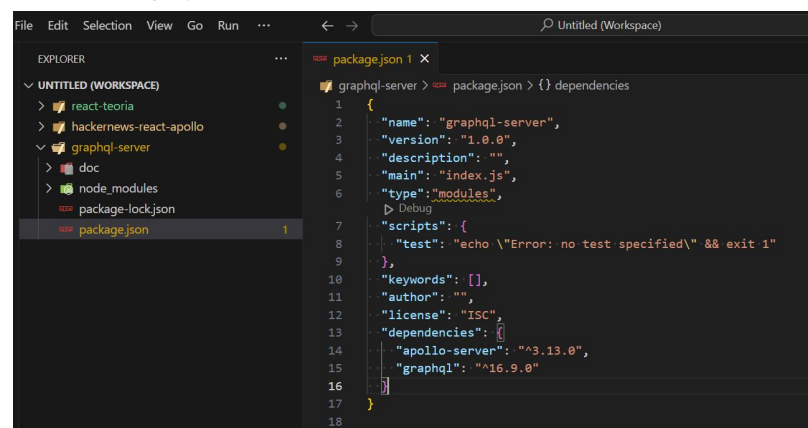 File Edit Selection View Go Run ··· ← → Untitled (Workspace)
EXPLORER ···
UNTITLED (WORKSPACE)
react-teoria
hackernews-react-apollo
graphql-server
doc
node_modules
package-lock.json
package.json 1
package.json 1 ×
graphql-server > package.json > {} dependencies
1 {
2 "name": "graphql-server",
3 "version": "1.0.0",
4 "description": "",
5 "main": "index.js",
6 "type":"modules",
Debug
7 "scripts": {
8 "test": "echo \"Error: no test specified\" && exit 1"
9 },
10 "keywords": [],
11 "author": "",
12 "license": "ISC",
13 "dependencies": {
14 "apollo-server": "^3.13.0",
15 "graphql": "^16.9.0"
16 }
17 }
18